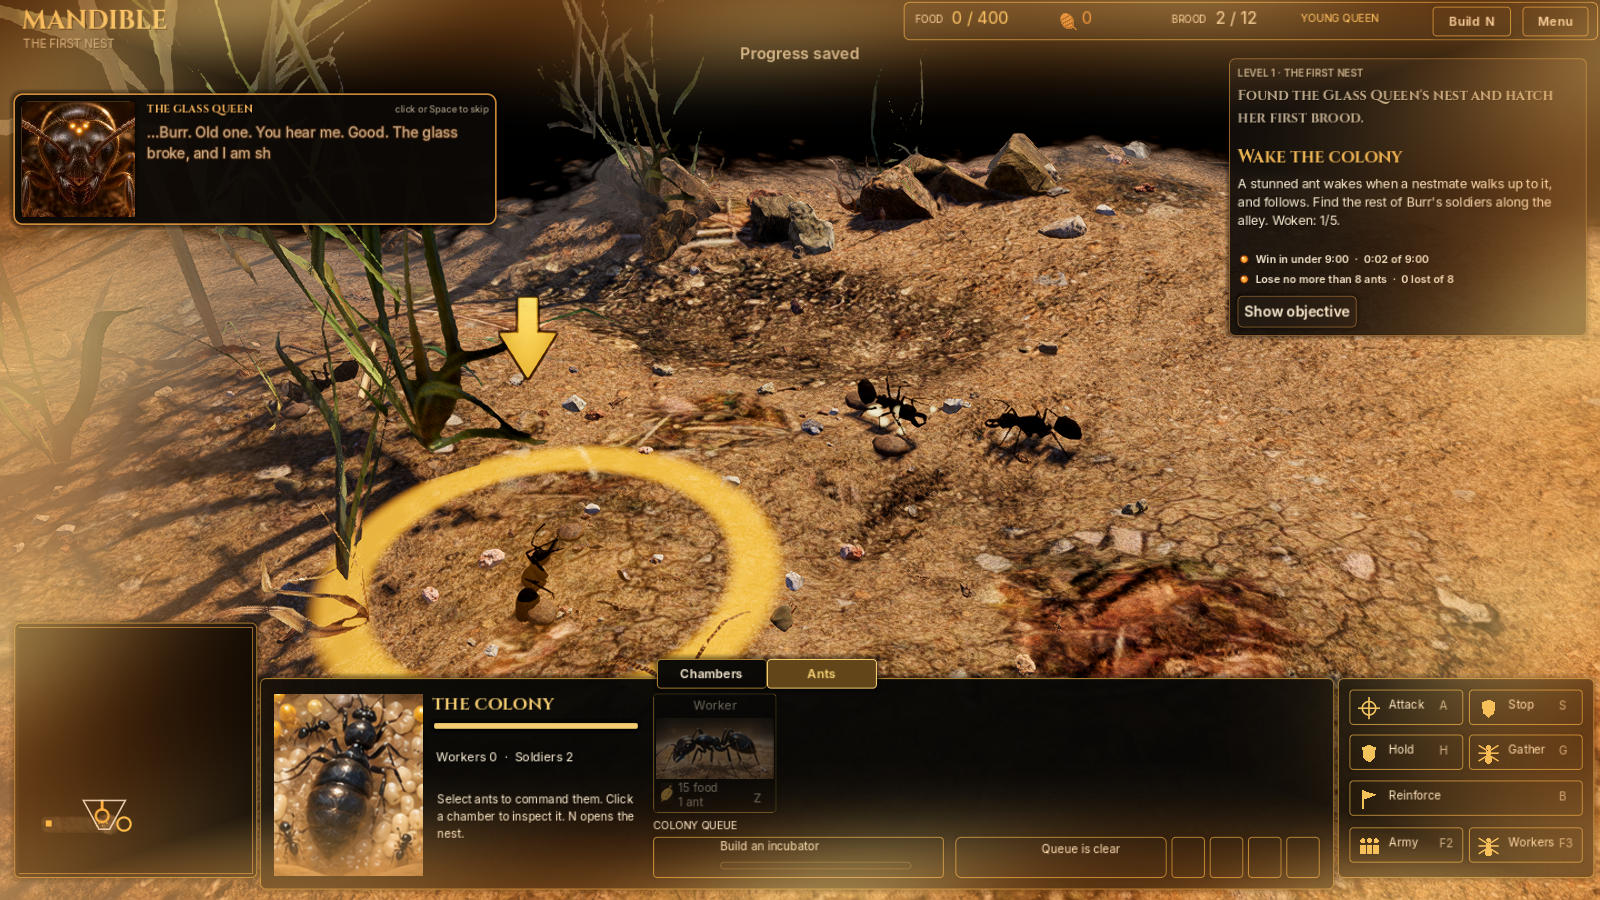 MANDIBLE
THE FIRST NEST
FOOD 0 / 400
0
BROOD 2 / 12
YOUNG QUEEN
Build N
Menu
Progress saved
THE GLASS QUEEN
click or Space to skip
...Burr. Old one. You hear me. Good. The glass
broke, and I am sh
LEVEL 1 · THE FIRST NEST
FOUND THE GLASS QUEEN'S NEST AND HATCH
HER FIRST BROOD.
WAKE THE COLONY
A stunned ant wakes when a nestmate walks up to it,
and follows. Find the rest of Burr's soldiers along the
alley. Woken: 1/5.
Win in under 9:00 · 0:02 of 9:00
Lose no more than 8 ants · 0 lost of 8
Show objective
Chambers
Ants
THE COLONY
Workers 0 · Soldiers 2
Select ants to command them. Click
a chamber to inspect it. N opens the
nest.
Worker
15 food
1 ant
Z
COLONY QUEUE
Build an incubator
Queue is clear
Attack A
Stop S
Hold H
Gather G
Reinforce B
Army F2
Workers F3